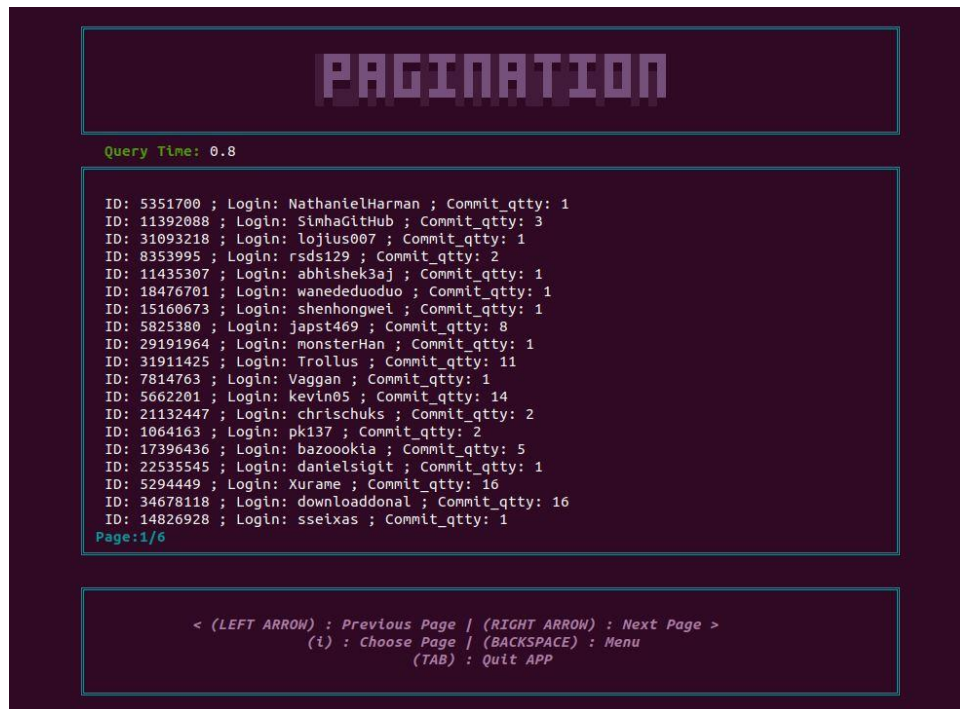 PAGINATION
Query Time: 0.8
ID: 5351700 ; Login: NathanielHarman ; Commit_qtty: 1
ID: 11392088 ; Login: SimhaGitHub ; Commit_qtty: 3
ID: 31093218 ; Login: lojius007 ; Commit_qtty: 1
ID: 8353995 ; Login: rsds129 ; Commit_qtty: 2
ID: 11435307 ; Login: abhishek3aj ; Commit_qtty: 1
ID: 18476701 ; Login: wanededuoduo ; Commit_qtty: 1
ID: 15160673 ; Login: shenhongwei ; Commit_qtty: 1
ID: 5825380 ; Login: japst469 ; Commit_qtty: 8
ID: 29191964 ; Login: monsterHan ; Commit_qtty: 1
ID: 31911425 ; Login: Trollus ; Commit_qtty: 11
ID: 7814763 ; Login: Vaggan ; Commit_qtty: 1
ID: 5662201 ; Login: kevin05 ; Commit_qtty: 14
ID: 21132447 ; Login: chrischuks ; Commit_qtty: 2
ID: 1064163 ; Login: pk137 ; Commit_qtty: 2
ID: 17396436 ; Login: bazoookia ; Commit_qtty: 5
ID: 22535545 ; Login: danielsigit ; Commit_qtty: 1
ID: 5294449 ; Login: Xurame ; Commit_qtty: 16
ID: 34678118 ; Login: downloaddonal ; Commit_qtty: 16
ID: 14826928 ; Login: sseixas ; Commit_qtty: 1
Page:1/6
< (LEFT ARROW) : Previous Page | (RIGHT ARROW) : Next Page >
(i) : Choose Page | (BACKSPACE) : Menu
(TAB) : Quit APP